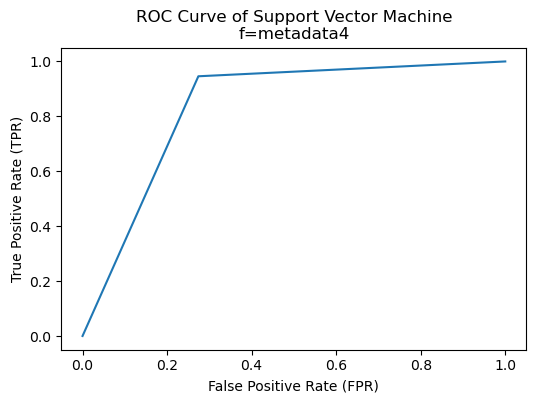 ROC Curve of Support Vector Machine
f=metadata4
1.0
0.8
0.6
0.4
0.2
0.0
True Positive Rate (TPR)
0.0 0.2 0.4 0.6 0.8 1.0
False Positive Rate (FPR)